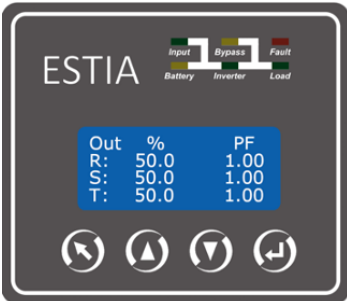 Input Bypass Fault
ESTIA
Battery Inverter Load
Out % PF
R: 50.0 1.00
S: 50.0 1.00
T: 50.0 1.00